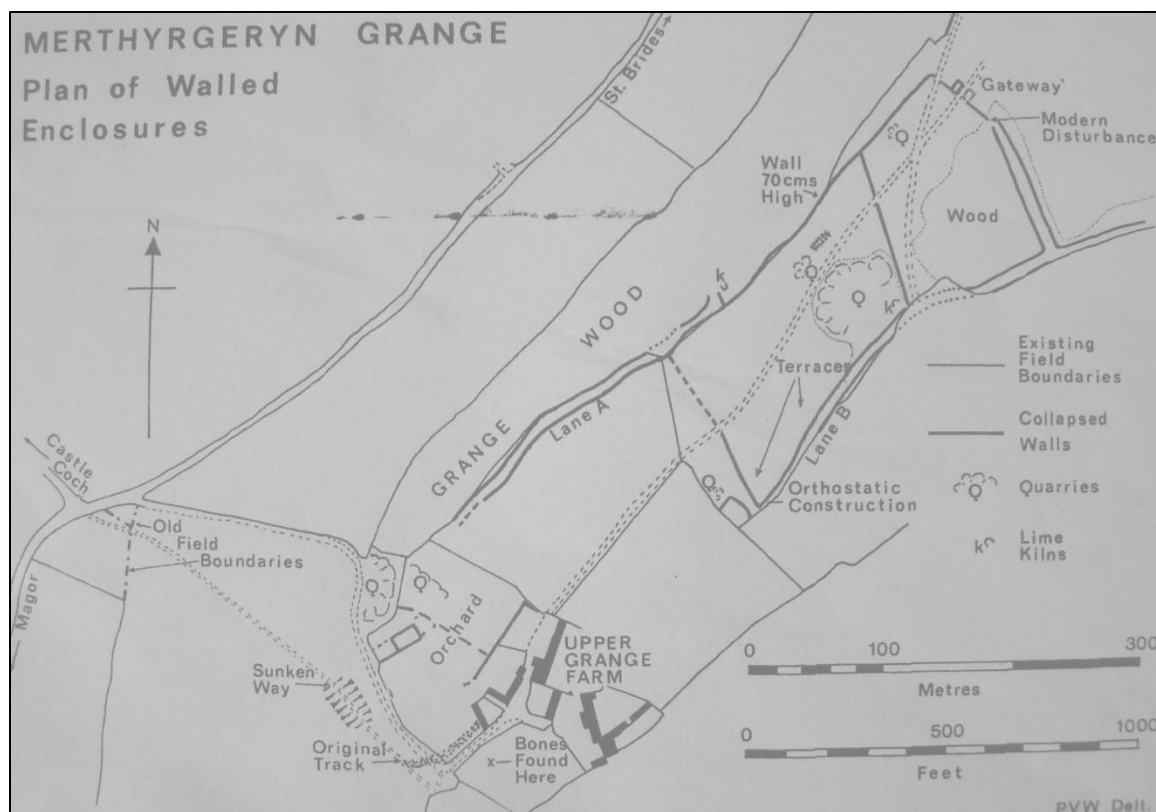 MERTHYRGERYN GRANGE
Plan of Walled
Enclosures
St. Brides
'Gateway'
Modern
Disturbance
Wall
70cms
High
Q
Wood
N
k
Q
Q
k
WOOD
GRANGE
Terraces
Lane A
Lane B
Existing
Field
Boundaries
Collapsed
Walls
Q
Quarries
k
Lime
Kilns
Castle
Coch
Q
Orthostatic
Construction
Old
Field
Boundaries
Magor
Q
Q
Orchard
UPPER
GRANGE
FARM
Sunken
Way
Original
Track
Bones
x
Found
Here
0
100
300
Metres
0
500
1000
Feet
PVW Delt.